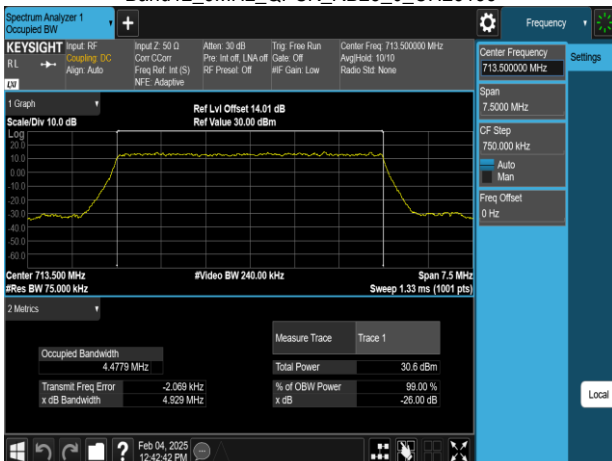 Spectrum Analyzer 1
Occupied BW
Frequency
KEYSIGHT
RL
LXI
Input: RF
Coupling: DC
Align: Auto
Input Z: 50 Ω
Corr CCorr
Freq Ref: Int (S)
NFE: Adaptive
Atten: 30 dB
Pre: Int off, LNA off
RF Presel: Off
Trig: Free Run
Gate: Off
#IF Gain: Low
Center Freq: 713.500000 MHz
Avg|Hold: 10/10
Radio Std: None
Center Frequency
713.500000 MHz
Settings
Span
7.5000 MHz
CF Step
750.000 kHz
Auto
Man
Freq Offset
0 Hz
Local
1 Graph
Scale/Div 10.0 dB
Ref Lvl Offset 14.01 dB
Ref Value 30.00 dBm
Log
20.0
10.0
0.00
-10.0
-20.0
-30.0
-40.0
-50.0
-60.0
Center 713.500 MHz
#Video BW 240.00 kHz
Span 7.5 MHz
#Res BW 75.000 kHz
Sweep 1.33 ms (1001 pts)
2 Metrics
Measure Trace Trace 1
Occupied Bandwidth
4.4779 MHz
Total Power 30.6 dBm
Transmit Freq Error -2.069 kHz
% of OBW Power 99.00 %
x dB Bandwidth 4.929 MHz
x dB -26.00 dB
Feb 04, 2025
12:42:42 PM